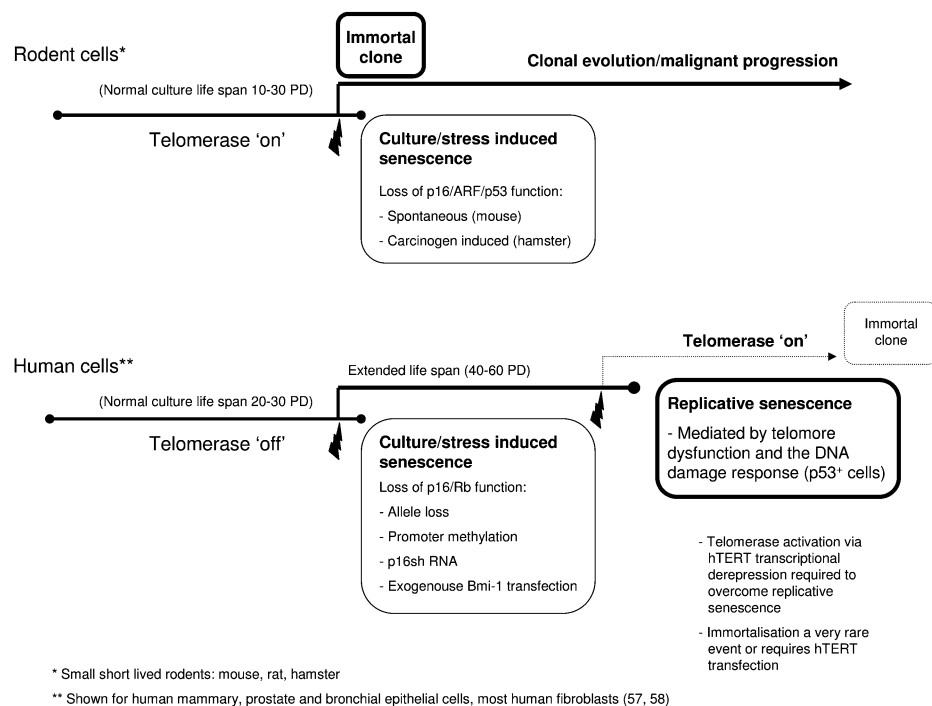 Immortal
clone
Rodent cells*
Clonal evolution/malignant progression
(Normal culture life span 10-30 PD)
Telomerase ‘on’
Culture/stress induced
senescence
Loss of p16/ARF/p53 function:
- Spontaneous (mouse)
- Carcinogen induced (hamster)
Immortal
clone
Telomerase ‘on’
Human cells**
Extended life span (40-60 PD)
(Normal culture life span 20-30 PD)
Telomerase ‘off’
Culture/stress induced
senescence
Loss of p16/Rb function:
- Allele loss
- Promoter methylation
- p16sh RNA
- Exogenouse Bmi-1 transfection
Replicative senescence
- Mediated by telomore
dysfunction and the DNA
damage response (p53⁺ cells)
- Telomerase activation via
hTERT transcriptional
derepression required to
overcome replicative
senescence
- Immortalisation a very rare
event or requires hTERT
transfection
* Small short lived rodents: mouse, rat, hamster
** Shown for human mammary, prostate and bronchial epithelial cells, most human fibroblasts (57, 58)